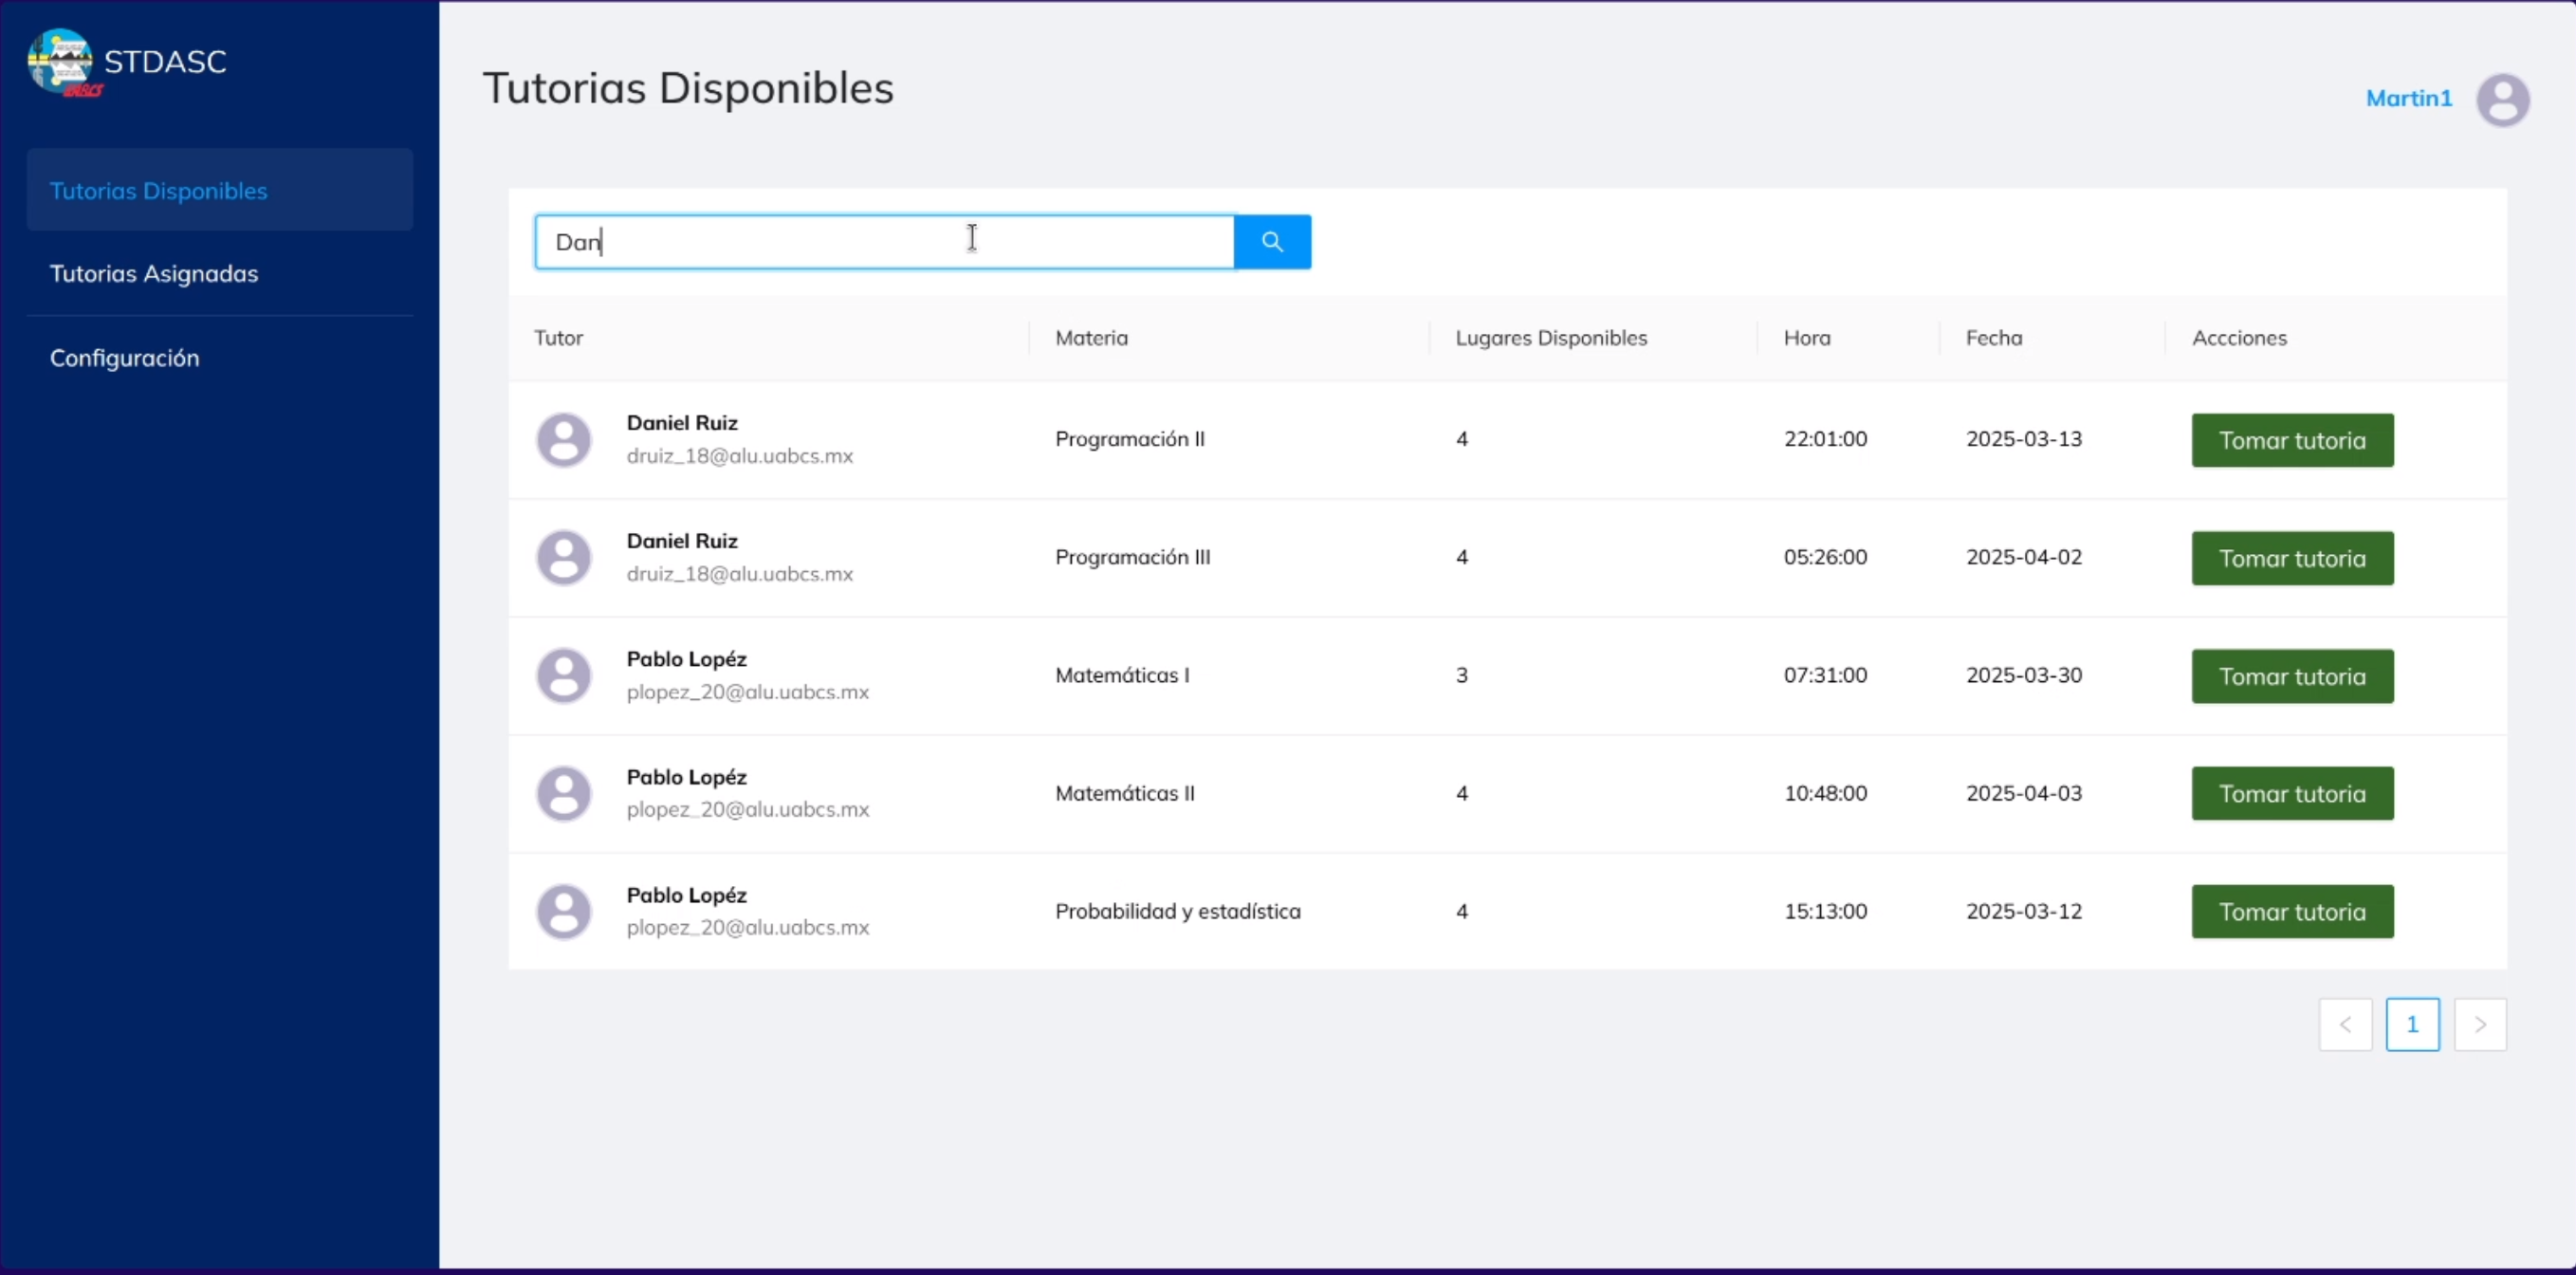 STDASC
UABCS
Tutorias Disponibles
Tutorias Asignadas
Configuración
Tutorias Disponibles
Martin1
Dan
Tutor Materia Lugares Disponibles Hora Fecha Accciones
Daniel Ruiz
druiz_18@alu.uabcs.mx
Programación II 4 22:01:00 2025-03-13 Tomar tutoria
Daniel Ruiz
druiz_18@alu.uabcs.mx
Programación III 4 05:26:00 2025-04-02 Tomar tutoria
Pablo Lopéz
plopez_20@alu.uabcs.mx
Matemáticas I 3 07:31:00 2025-03-30 Tomar tutoria
Pablo Lopéz
plopez_20@alu.uabcs.mx
Matemáticas II 4 10:48:00 2025-04-03 Tomar tutoria
Pablo Lopéz
plopez_20@alu.uabcs.mx
Probabilidad y estadística 4 15:13:00 2025-03-12 Tomar tutoria
< 1 >